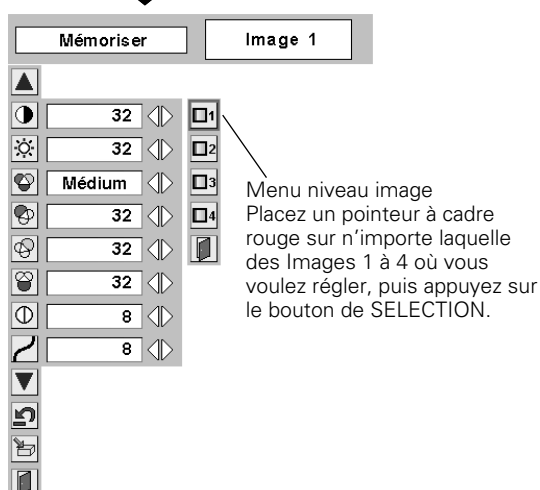 Mémoriser
Image 1
32
1
32
2
Médium
3
32
4
32
32
8
8
Menu niveau image
Placez un pointeur à cadre
rouge sur n’importe laquelle
des Images 1 à 4 où vous
voulez régler, puis appuyez sur
le bouton de SELECTION.